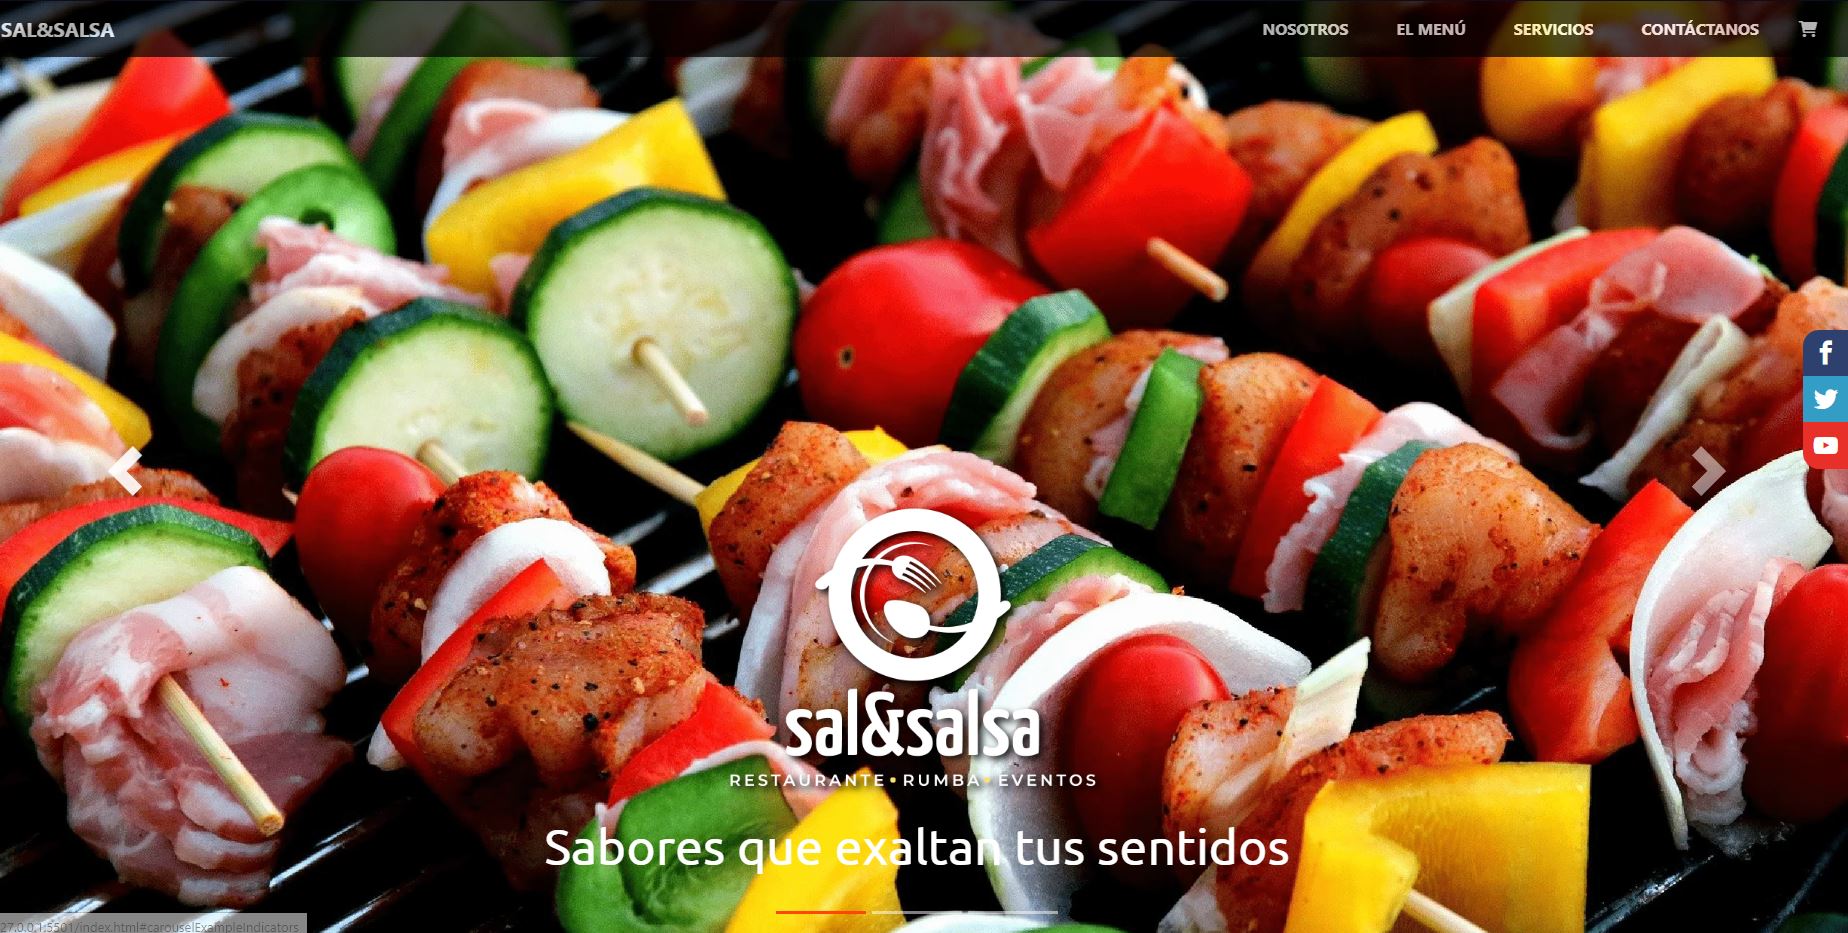 SAL&SALSA
NOSOTROS
EL MENÚ
SERVICIOS
CONTÁCTANOS
sal&salsa
RESTAURANTE • RUMBA • EVENTOS
Sabores que exaltan tus sentidos
27.0.0.1:5501/index.html#carouselExampleIndicators